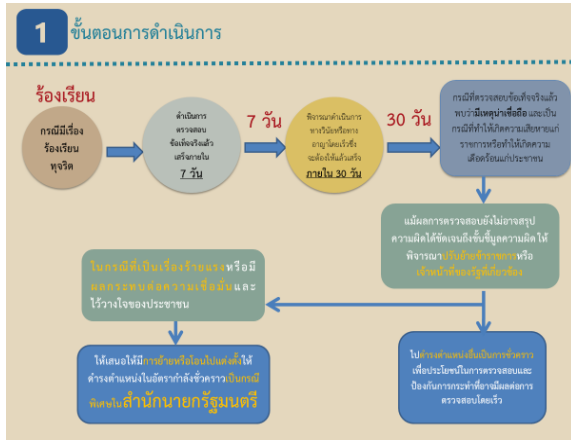 1
ขั้นตอนการดำเนินการ
ร้องเรียน
กรณีมีเรื่อง
ร้องเรียน
ทุจริต
ดำเนินการ
ตรวจสอบ
ข้อเท็จจริงแล้ว
เสร็จภายใน
7 วัน
7 วัน
พิจารณาดำเนินการ
ทางวินัยหรือทาง
อาญาโดยเร็วซึ่ง
จะต้องให้แล้วเสร็จ
ภายใน 30 วัน
30 วัน
กรณีที่ตรวจสอบข้อเท็จจริงแล้ว
พบว่ามีเหตุน่าเชื่อถือ และเป็น
กรณีที่ทำให้เกิดความเสียหายแก่
ราชการหรือทำให้เกิดความ
เดือดร้อนแก่ประชาชน
แม้ผลการตรวจสอบยังไม่อาจสรุป
ความผิดได้ชัดเจนถึงขั้นชี้มูลความผิด ให้
พิจารณาปรับย้ายข้าราชการหรือ
เจ้าหน้าที่ของรัฐที่เกี่ยวข้อง
ในกรณีที่เป็นเรื่องร้ายแรงหรือมี
ผลกระทบต่อความเชื่อมั่นและ
ไว้วางใจของประชาชน
ให้เสนอให้มีการย้ายหรือโอนไปแต่งตั้งให้
ดำรงตำแหน่งในอัตรากำลังชั่วคราวเป็นกรณี
พิเศษในสำนักนายกรัฐมนตรี
ไปดำรงตำแหน่งอื่นเป็นการชั่วคราว
เพื่อประโยชน์ในการตรวจสอบและ
ป้องกันการกระทำที่อาจมีผลต่อการ
ตรวจสอบโดยเร็ว